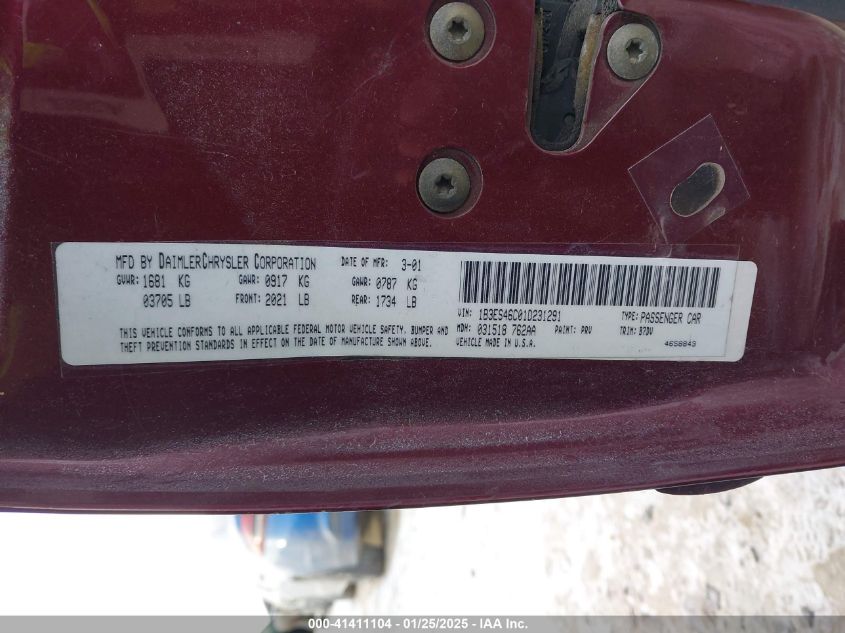 MFD BY DAIMLERCHRYSLER CORPORATION DATE OF MFR: 3-01
GVWR: 1681 KG GAWR: 0917 KG GAWR: 0787 KG
03705 LB FRONT: 2021 LB REAR: 1734 LB
VIN: 1B3ES46C01D231291 TYPE: PASSENGER CAR
MDH: 031518 762AA PAINT: PRV TRIM: B7DV
THIS VEHICLE CONFORMS TO ALL APPLICABLE FEDERAL MOTOR VEHICLE SAFETY, BUMPER AND
THEFT PREVENTION STANDARDS IN EFFECT ON THE DATE OF MANUFACTURE SHOWN ABOVE.
VEHICLE MADE IN U.S.A. 4658843
000-41411104 - 01/25/2025 - © IAA Inc.